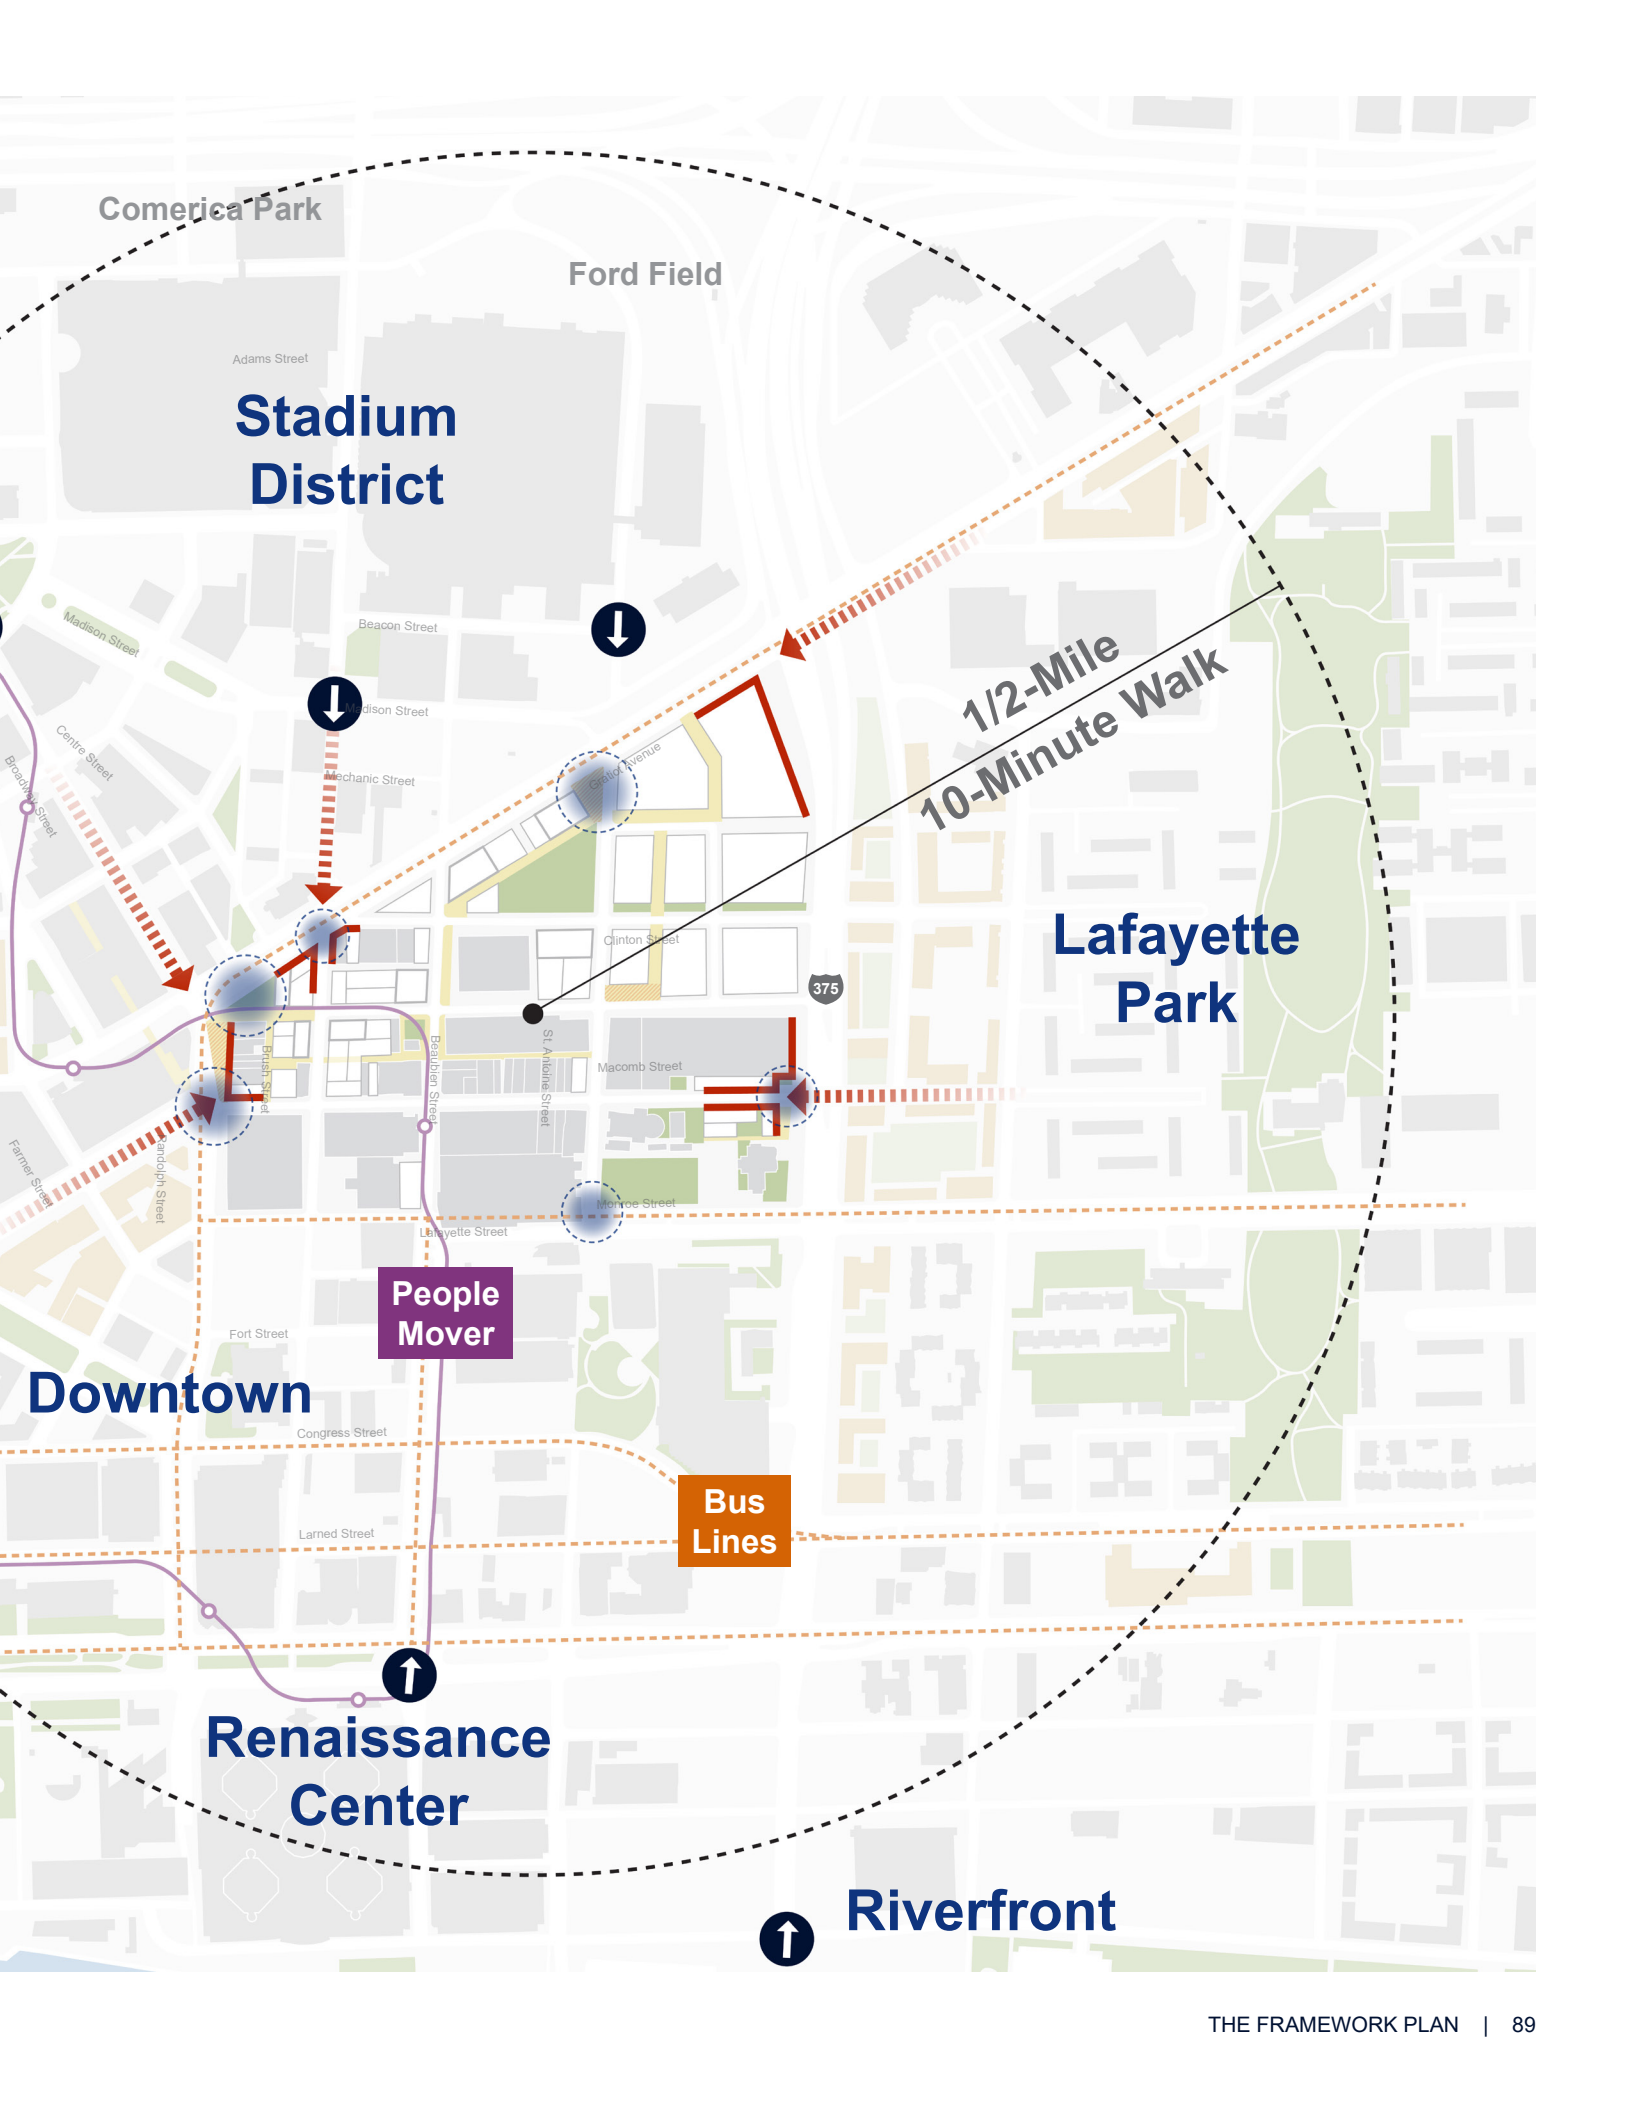 Comerica Park
Ford Field
Adams Street
Stadium
District
Beacon Street
Madison Street
Madison Street
Centre Street
Broadway Street
Mechanic Street
Gratiot Avenue
1/2-Mile
10-Minute Walk
Clinton Street
Lafayette
Park
375
Brush Street
Beaubien Street
St. Antoine Street
Macomb Street
Farmer Street
Randolph Street
Monroe Street
Lafayette Street
People
Mover
Fort Street
Downtown
Congress Street
Bus
Lines
Larned Street
Renaissance
Center
Riverfront
THE FRAMEWORK PLAN | 89